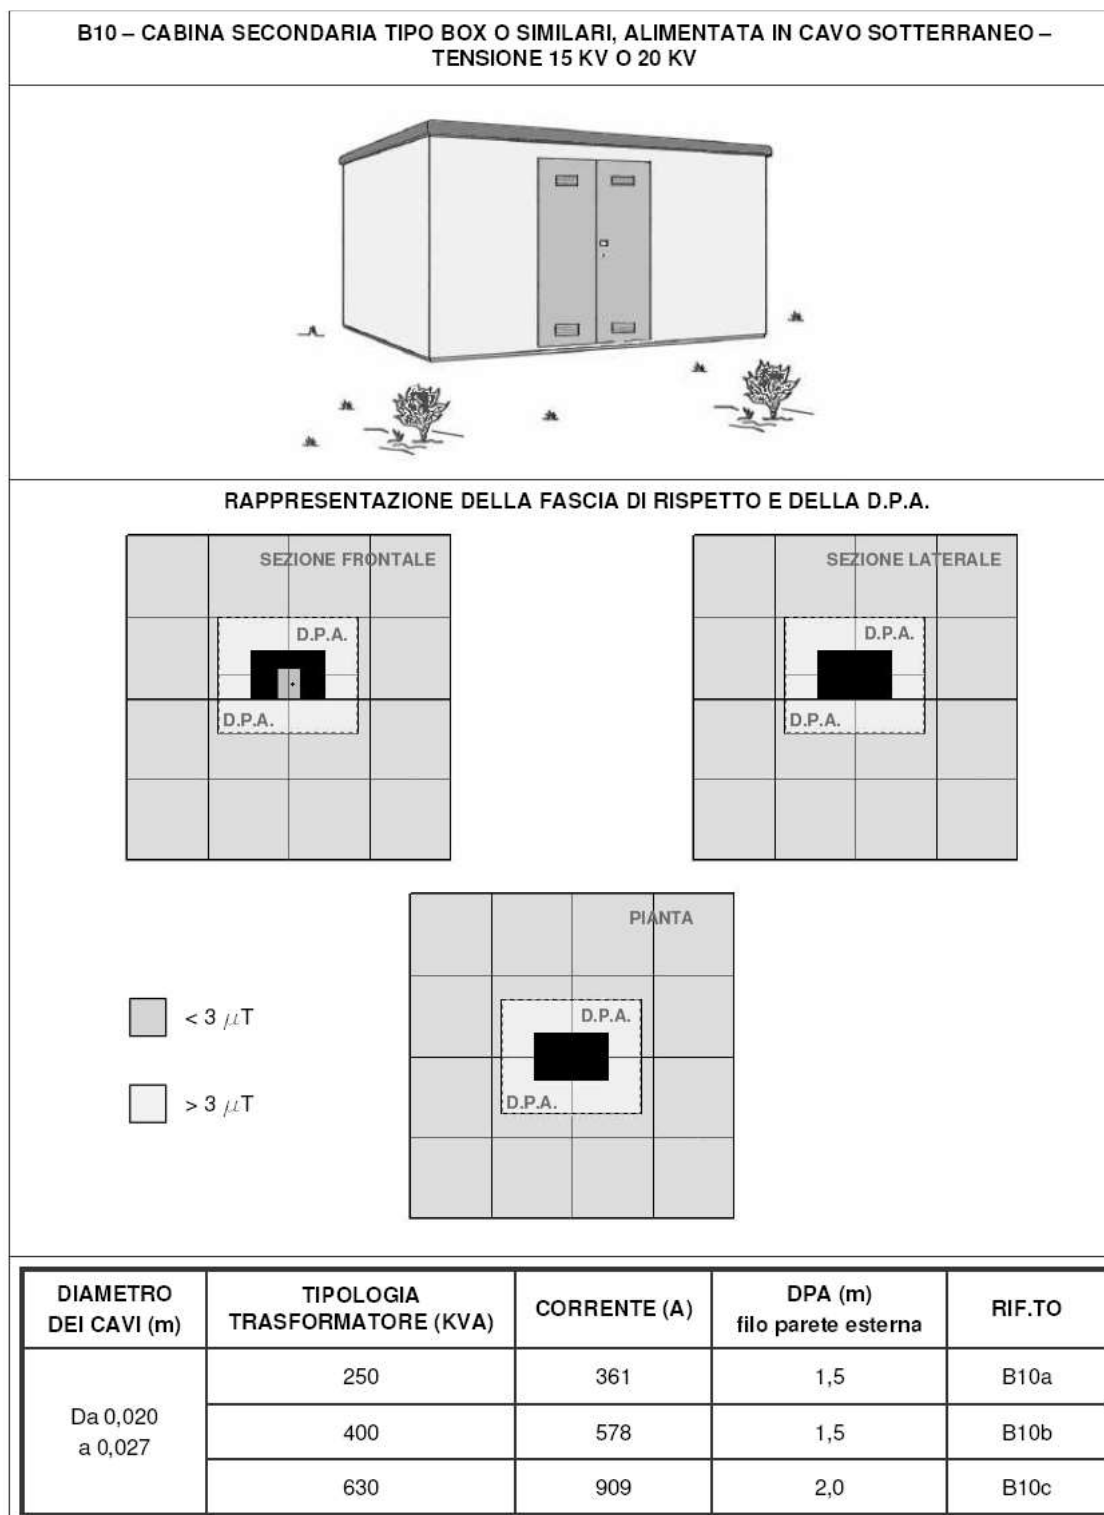 B10 – CABINA SECONDARIA TIPO BOX O SIMILARI, ALIMENTATA IN CAVO SOTTERRANEO –
TENSIONE 15 KV O 20 KV
RAPPRESENTAZIONE DELLA FASCIA DI RISPETTO E DELLA D.P.A.
SEZIONE FRONTALE
D.P.A.
D.P.A.
SEZIONE LATERALE
D.P.A.
D.P.A.
PIANTA
D.P.A.
D.P.A.
< 3 μT
> 3 μT
DIAMETRO
DEI CAVI (m)
TIPOLOGIA
TRASFORMATORE (KVA)
CORRENTE (A)
DPA (m)
filo parete esterna
RIF.TO
Da 0,020
a 0,027
250 361 1,5 B10a
400 578 1,5 B10b
630 909 2,0 B10c